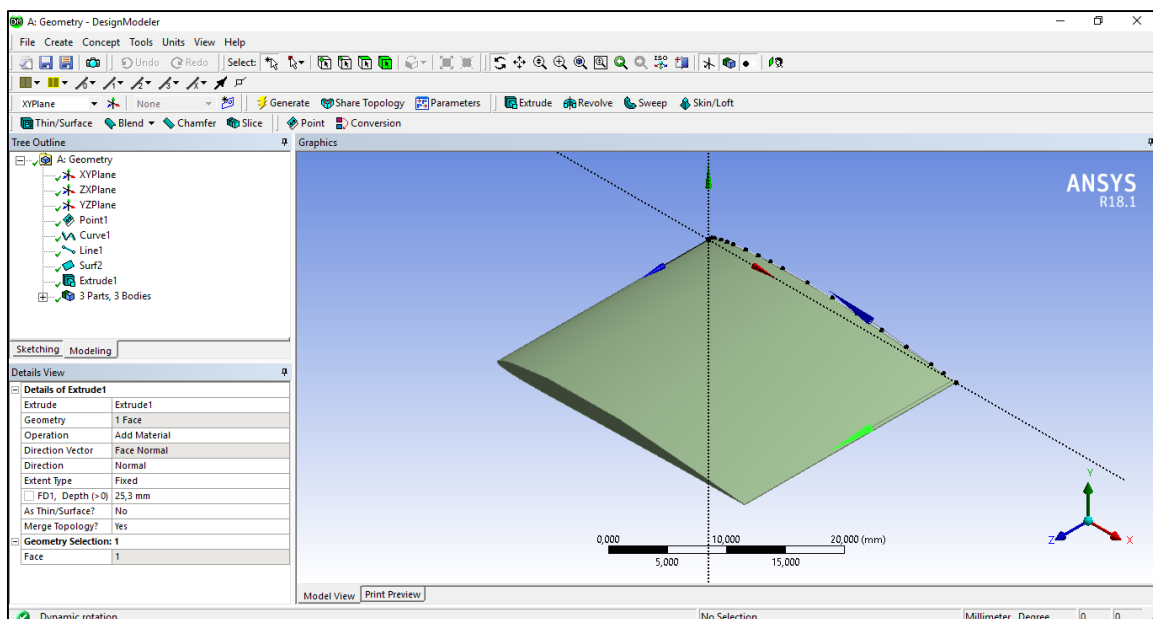 A: Geometry - DesignModeler
File Create Concept Tools Units View Help
Undo Redo Select: ISO
XYPlane None Generate Share Topology Parameters Extrude Revolve Sweep Skin/Loft
Thin/Surface Blend Chamfer Slice Point Conversion
Tree Outline
A: Geometry
XYPlane
ZXPlane
YZPlane
Point1
Curve1
Line1
Surf2
Extrude1
3 Parts, 3 Bodies
Sketching Modeling
Details View
Details of Extrude1
Extrude Extrude1
Geometry 1 Face
Operation Add Material
Direction Vector Face Normal
Direction Normal
Extent Type Fixed
FD1, Depth (>0) 25,3 mm
As Thin/Surface? No
Merge Topology? Yes
Geometry Selection: 1
Face 1
Graphics
ANSYS
R18.1
0,000 10,000 20,000 (mm)
5,000 15,000
Y
Z X
Model View Print Preview
Dynamic rotation No Selection Millimeter Degree 0 0